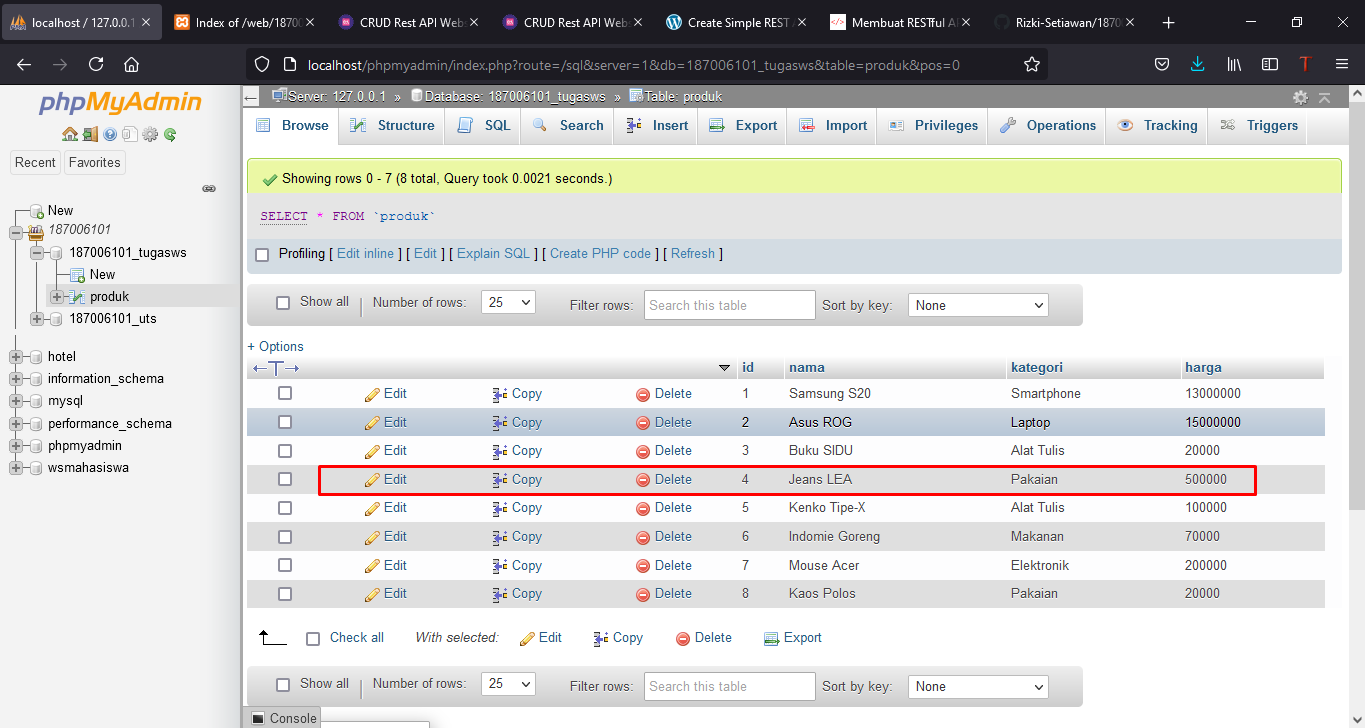 localhost / 127.0.0.1
Index of /web/1870
CRUD Rest API Web
CRUD Rest API Web
Create Simple REST A
Membuat RESTful A
Rizki-Setiawan/1870
localhost/phpmyadmin/index.php?route=/sql&server=1&db=187006101_tugasws&table=produk&pos=0
phpMyAdmin
Recent
Favorites
New
187006101
187006101_tugasws
New
produk
187006101_uts
hotel
information_schema
mysql
performance_schema
phpmyadmin
wsmahasiswa
Server: 127.0.0.1 » Database: 187006101_tugasws » Table: produk
Browse Structure SQL Search Insert Export Import Privileges Operations Tracking Triggers
Showing rows 0 - 7 (8 total, Query took 0.0021 seconds.)
SELECT * FROM `produk`
Profiling [ Edit inline ] [ Edit ] [ Explain SQL ] [ Create PHP code ] [ Refresh ]
Show all Number of rows: 25 Filter rows: Search this table Sort by key: None
+ Options
←T→ id nama kategori harga
Edit Copy Delete 1 Samsung S20 Smartphone 13000000
Edit Copy Delete 2 Asus ROG Laptop 15000000
Edit Copy Delete 3 Buku SIDU Alat Tulis 20000
Edit Copy Delete 4 Jeans LEA Pakaian 500000
Edit Copy Delete 5 Kenko Tipe-X Alat Tulis 100000
Edit Copy Delete 6 Indomie Goreng Makanan 70000
Edit Copy Delete 7 Mouse Acer Elektronik 200000
Edit Copy Delete 8 Kaos Polos Pakaian 20000
Check all With selected: Edit Copy Delete Export
Show all Number of rows: 25 Filter rows: Search this table Sort by key: None
Console